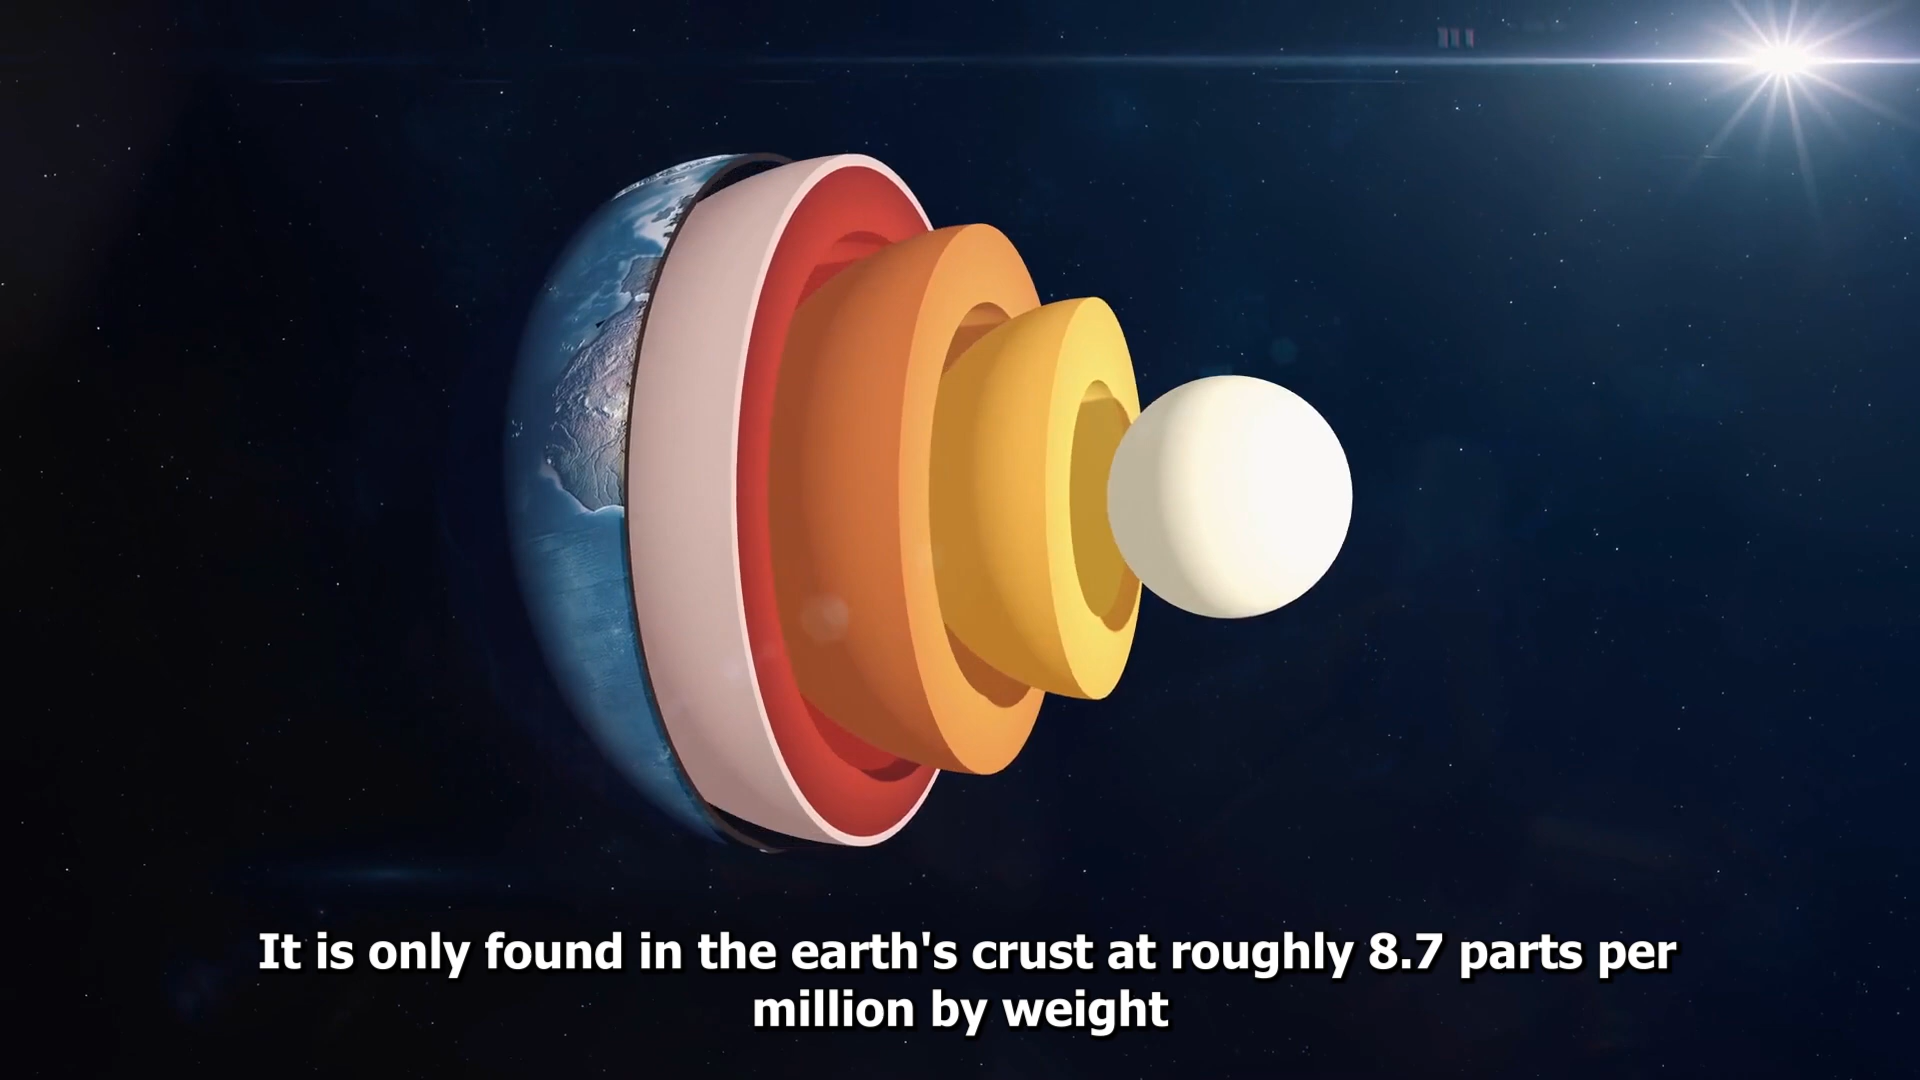 It is only found in the earth's crust at roughly 8.7 parts per
million by weight